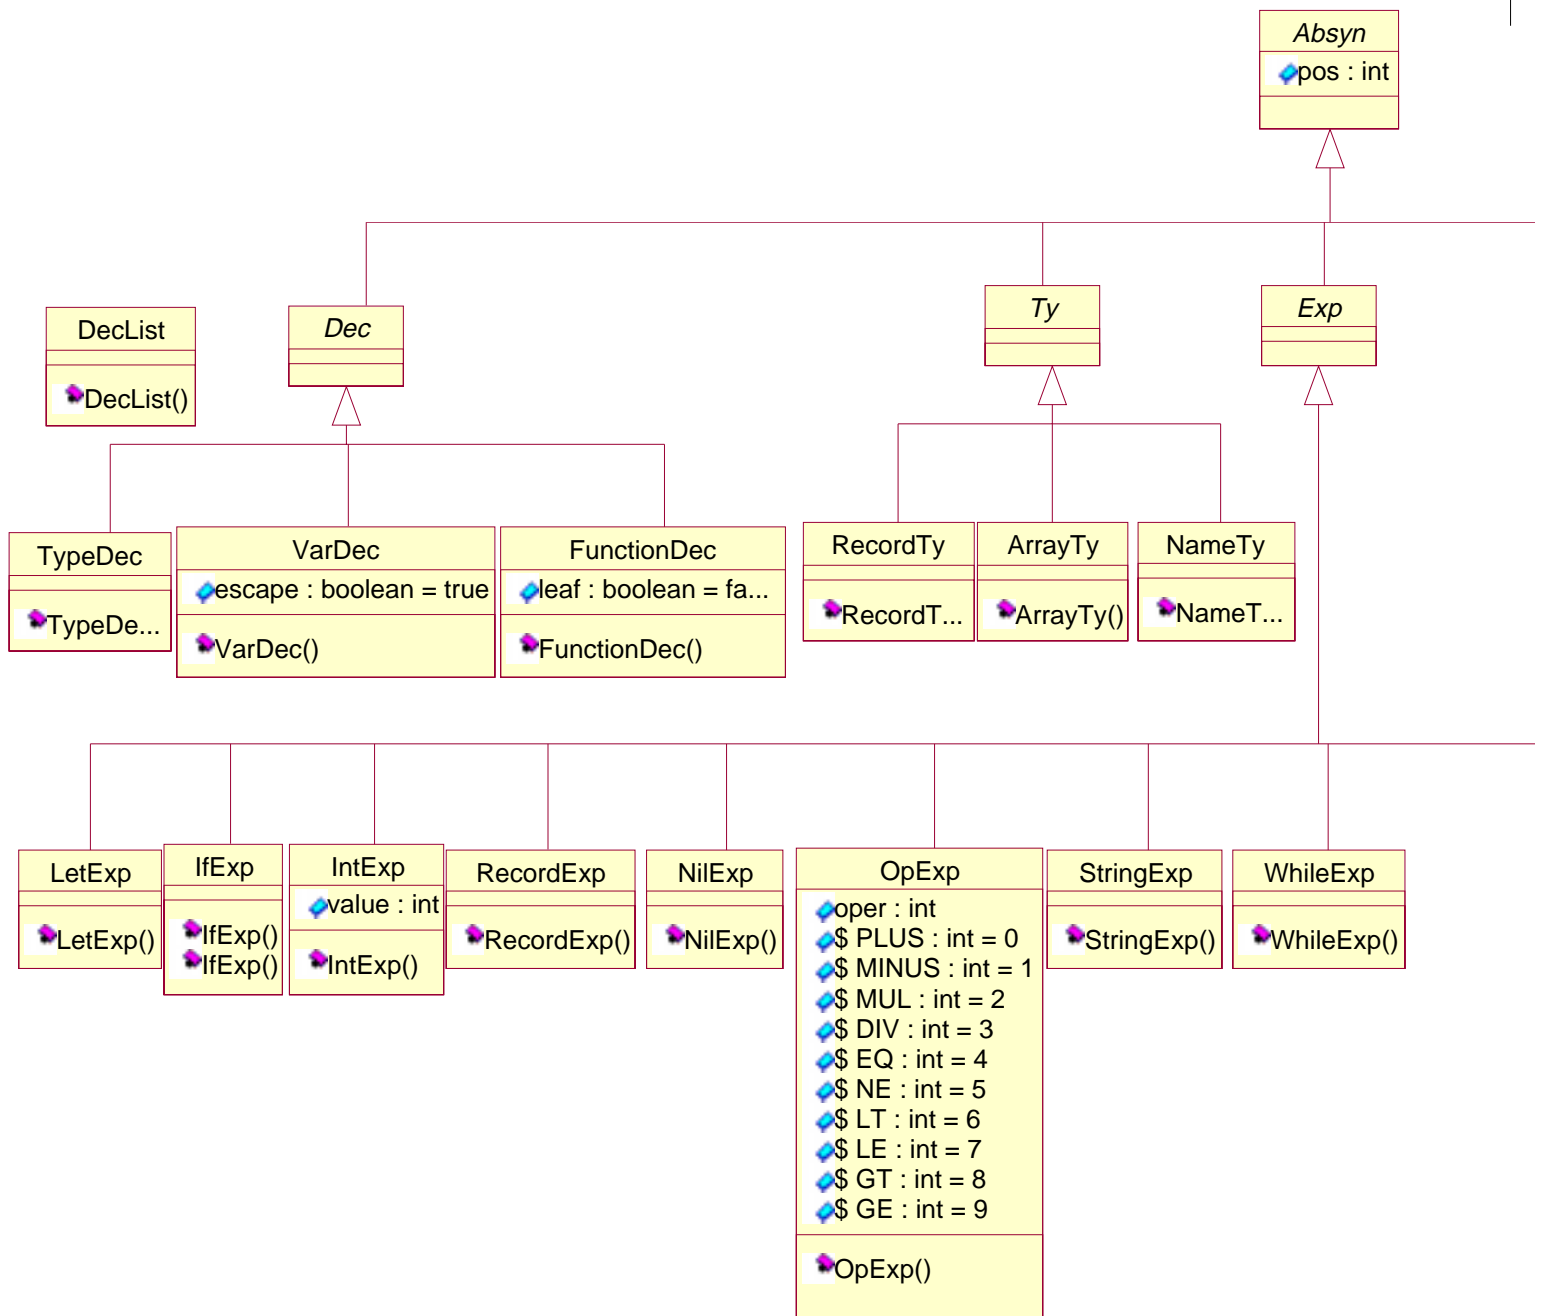 Absyn
pos : int
DecList
DecList()
Dec
Ty
Exp
TypeDec
TypeDe...
VarDec
escape : boolean = true
VarDec()
FunctionDec
leaf : boolean = fa...
FunctionDec()
RecordTy
RecordT...
ArrayTy
ArrayTy()
NameTy
NameT...
LetExp
LetExp()
IfExp
IfExp()
IfExp()
IntExp
value : int
IntExp()
RecordExp
RecordExp()
NilExp
NilExp()
OpExp
oper : int
$ PLUS : int = 0
$ MINUS : int = 1
$ MUL : int = 2
$ DIV : int = 3
$ EQ : int = 4
$ NE : int = 5
$ LT : int = 6
$ LE : int = 7
$ GT : int = 8
$ GE : int = 9
OpExp()
StringExp
StringExp()
WhileExp
WhileExp()